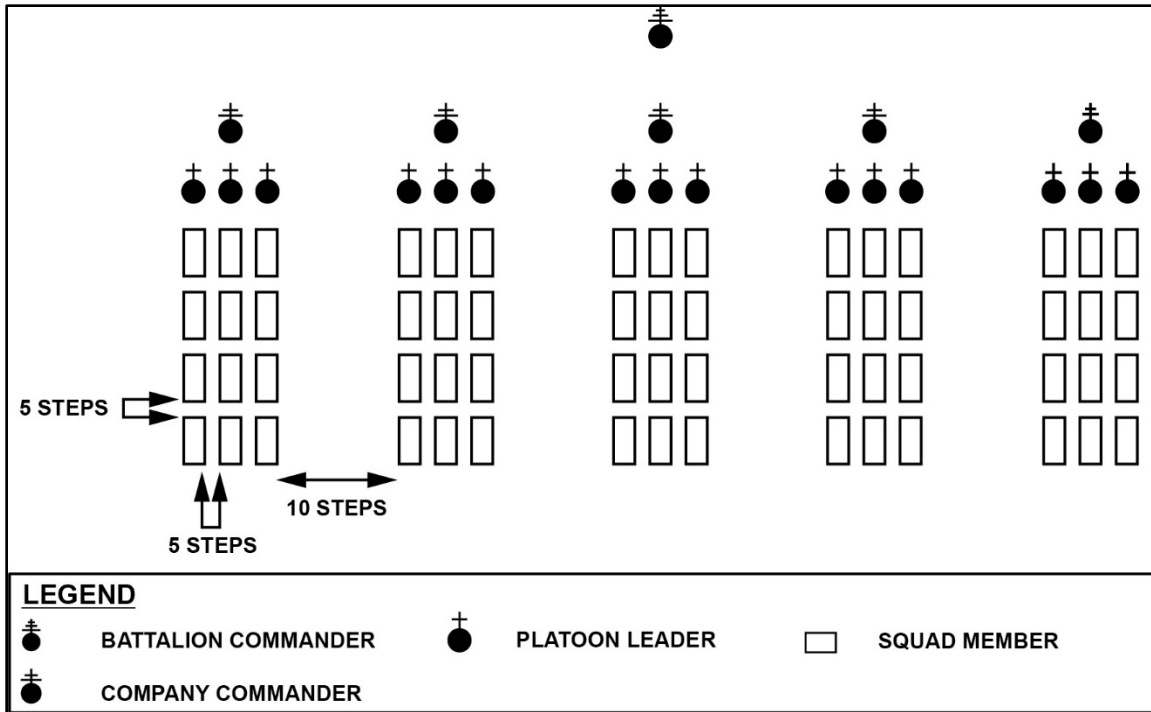 5 STEPS
10 STEPS
5 STEPS
LEGEND
BATTALION COMMANDER PLATOON LEADER SQUAD MEMBER
COMPANY COMMANDER